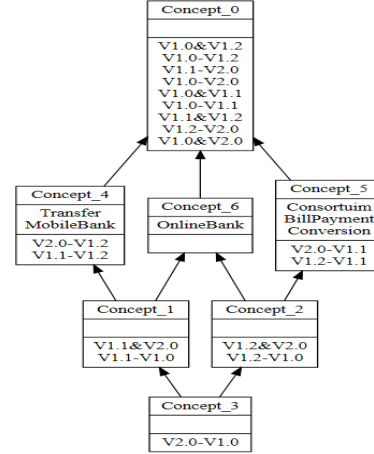 Concept_0
V1.0&V1.2
V1.0-V1.2
V1.1-V2.0
V1.0-V2.0
V1.0&V1.1
V1.0-V1.1
V1.1&V1.2
V1.2-V2.0
V1.0&V2.0
Concept_4
Transfer
MobileBank
V2.0-V1.2
V1.1-V1.2
Concept_6
OnlineBank
Concept_5
Consortuim
BillPayment
Conversion
V2.0-V1.1
V1.2-V1.1
Concept_1
V1.1&V2.0
V1.1-V1.0
Concept_2
V1.2&V2.0
V1.2-V1.0
Concept_3
V2.0-V1.0